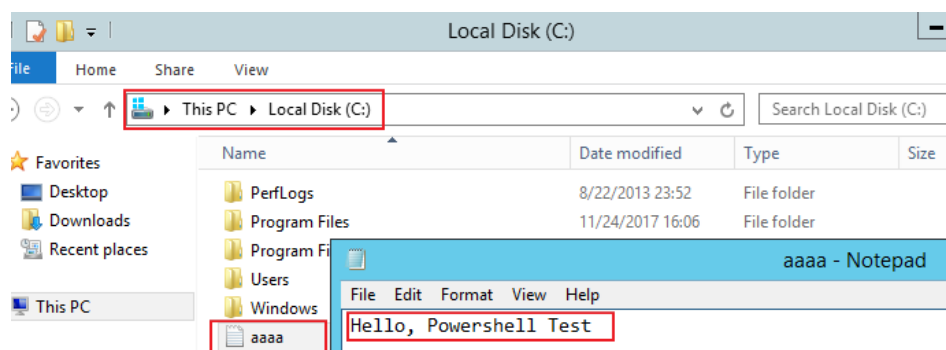 Local Disk (C:)
File Home Share View
This PC Local Disk (C:) Search Local Disk (C:)
Name Date modified Type Size
Favorites
Desktop PerfLogs 8/22/2013 23:52 File folder
Downloads Program Files 11/24/2017 16:06 File folder
Recent places Program Fi
aaaa - Notepad
Users
File Edit Format View Help
This PC Windows
Hello, Powershell Test
aaaa